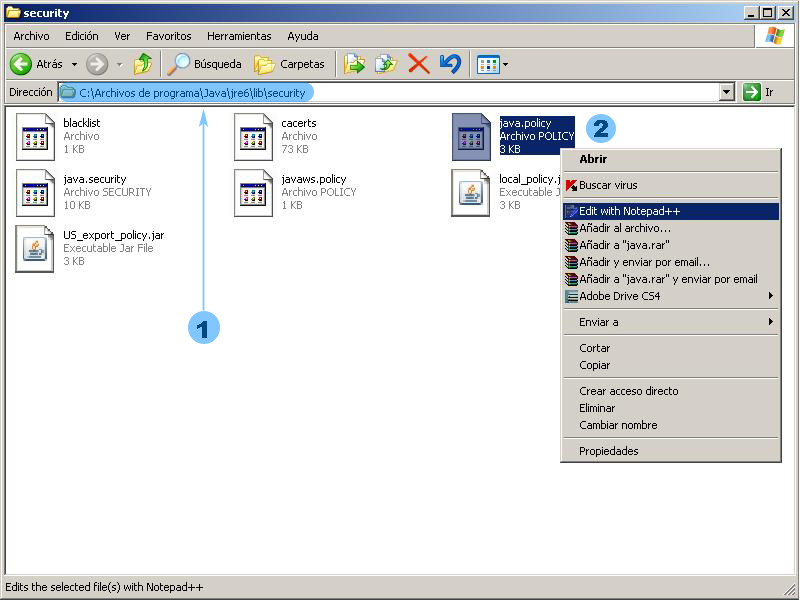 security
Archivo Edición Ver Favoritos Herramientas Ayuda
Atrás Búsqueda Carpetas
Dirección C:\Archivos de programa\Java\jre6\lib\security Ir
blacklist
Archivo
1 KB
cacerts
Archivo
73 KB
java.policy
Archivo POLICY
3 KB
2
java.security
Archivo SECURITY
10 KB
javaws.policy
Archivo POLICY
1 KB
local_policy.j
Executable J
3 KB
US_export_policy.jar
Executable Jar File
3 KB
1
Abrir
Buscar virus
Edit with Notepad++
Añadir al archivo...
Añadir a "java.rar"
Añadir y enviar por email...
Añadir a "java.rar" y enviar por email
Adobe Drive CS4
Enviar a
Cortar
Copiar
Crear acceso directo
Eliminar
Cambiar nombre
Propiedades
Edits the selected file(s) with Notepad++